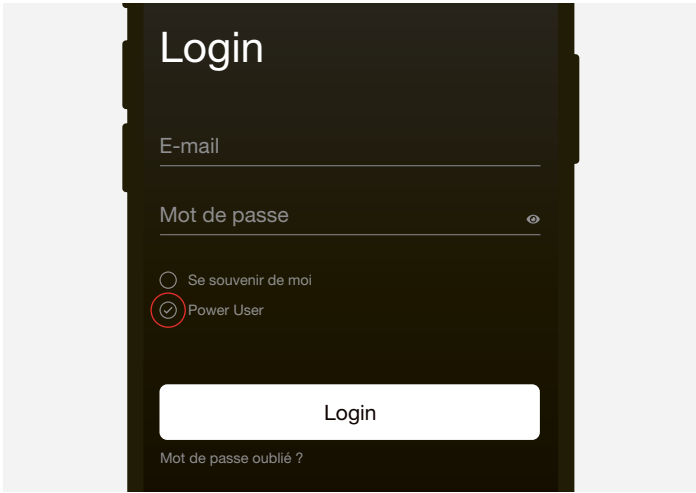 Login
E-mail
Mot de passe
Se souvenir de moi
Power User
Login
Mot de passe oublié ?